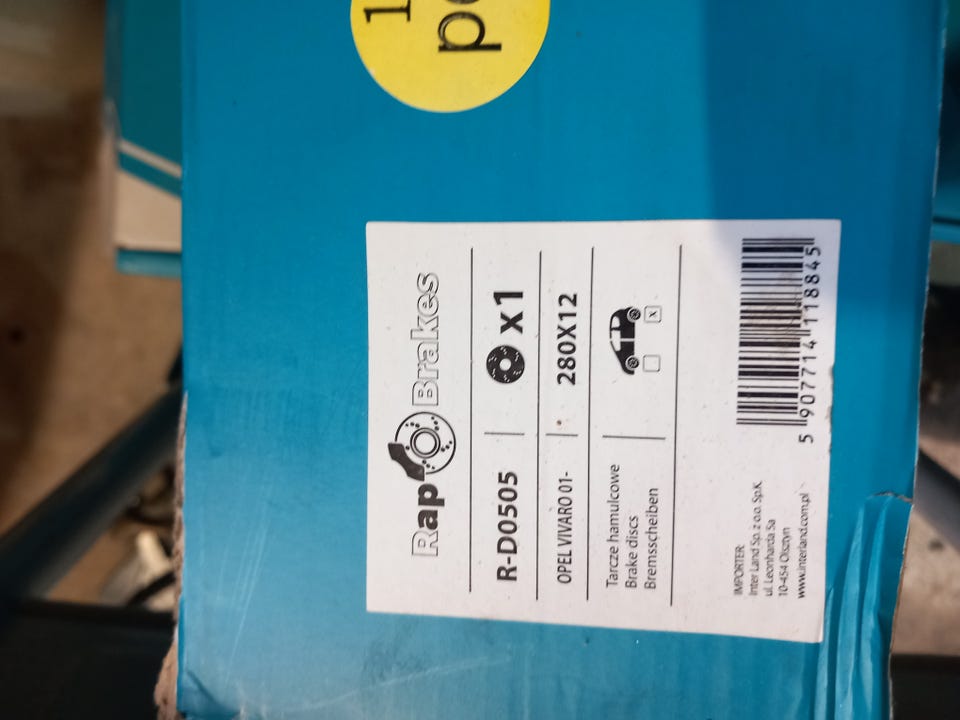 1
Rap Brakes
R-D0505 x1
OPEL VIVARO 01- 280X12
Tarcze hamulcowe
Brake discs
Bremsscheiben
x
IMPORTER:
Inter Land Sp. z o.o. Sp.K.
ul. Leonharda 5a
10-454 Olsztyn
www.interland.com.pl
5 907714 118845